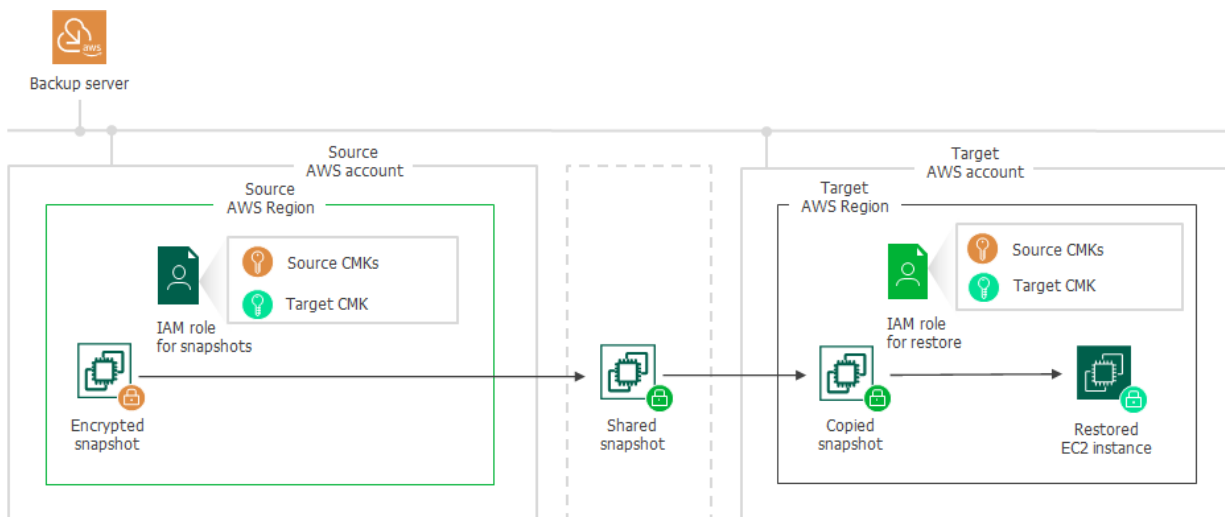 aws
Backup server
Source
AWS account
Source
AWS Region
Source CMKs
Target CMK
IAM role
for snapshots
Encrypted
snapshot
Shared
snapshot
Target
AWS account
Target
AWS Region
Source CMKs
Target CMK
IAM role
for restore
Copied
snapshot
Restored
EC2 instance